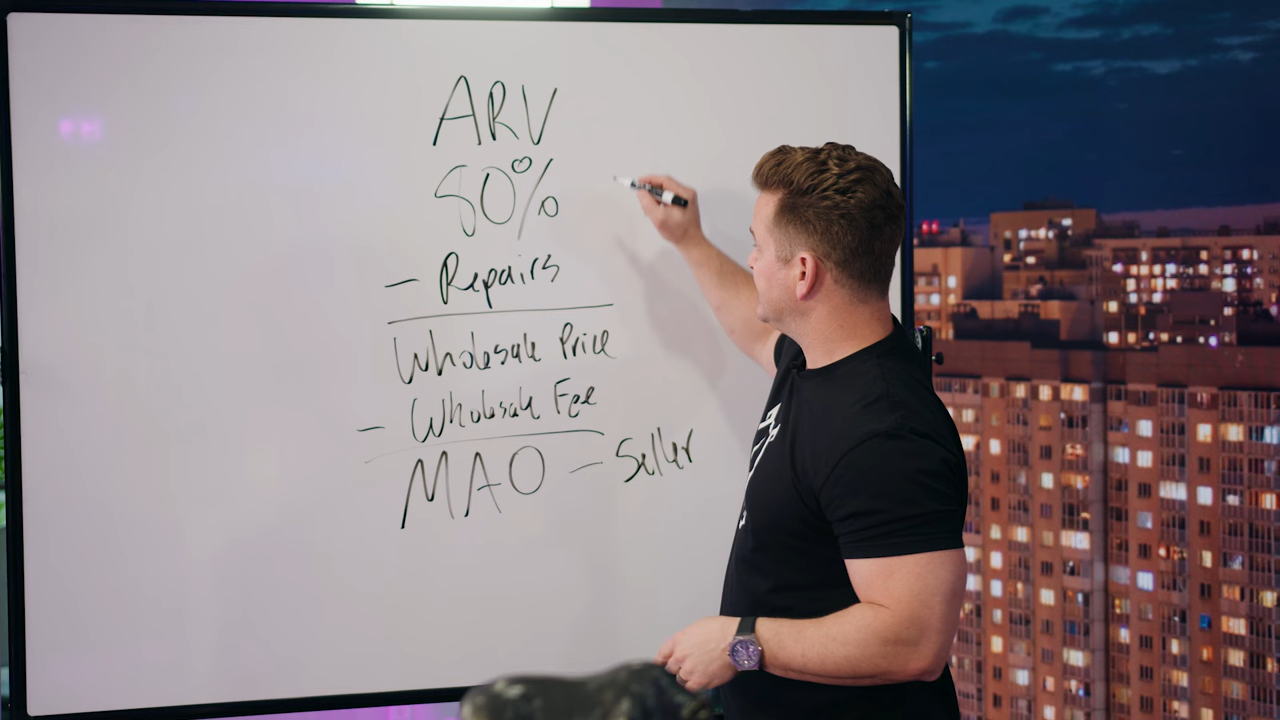 ARV
80%
- Repairs
Wholesale Price
- Wholesale Fee
MAO - Seller